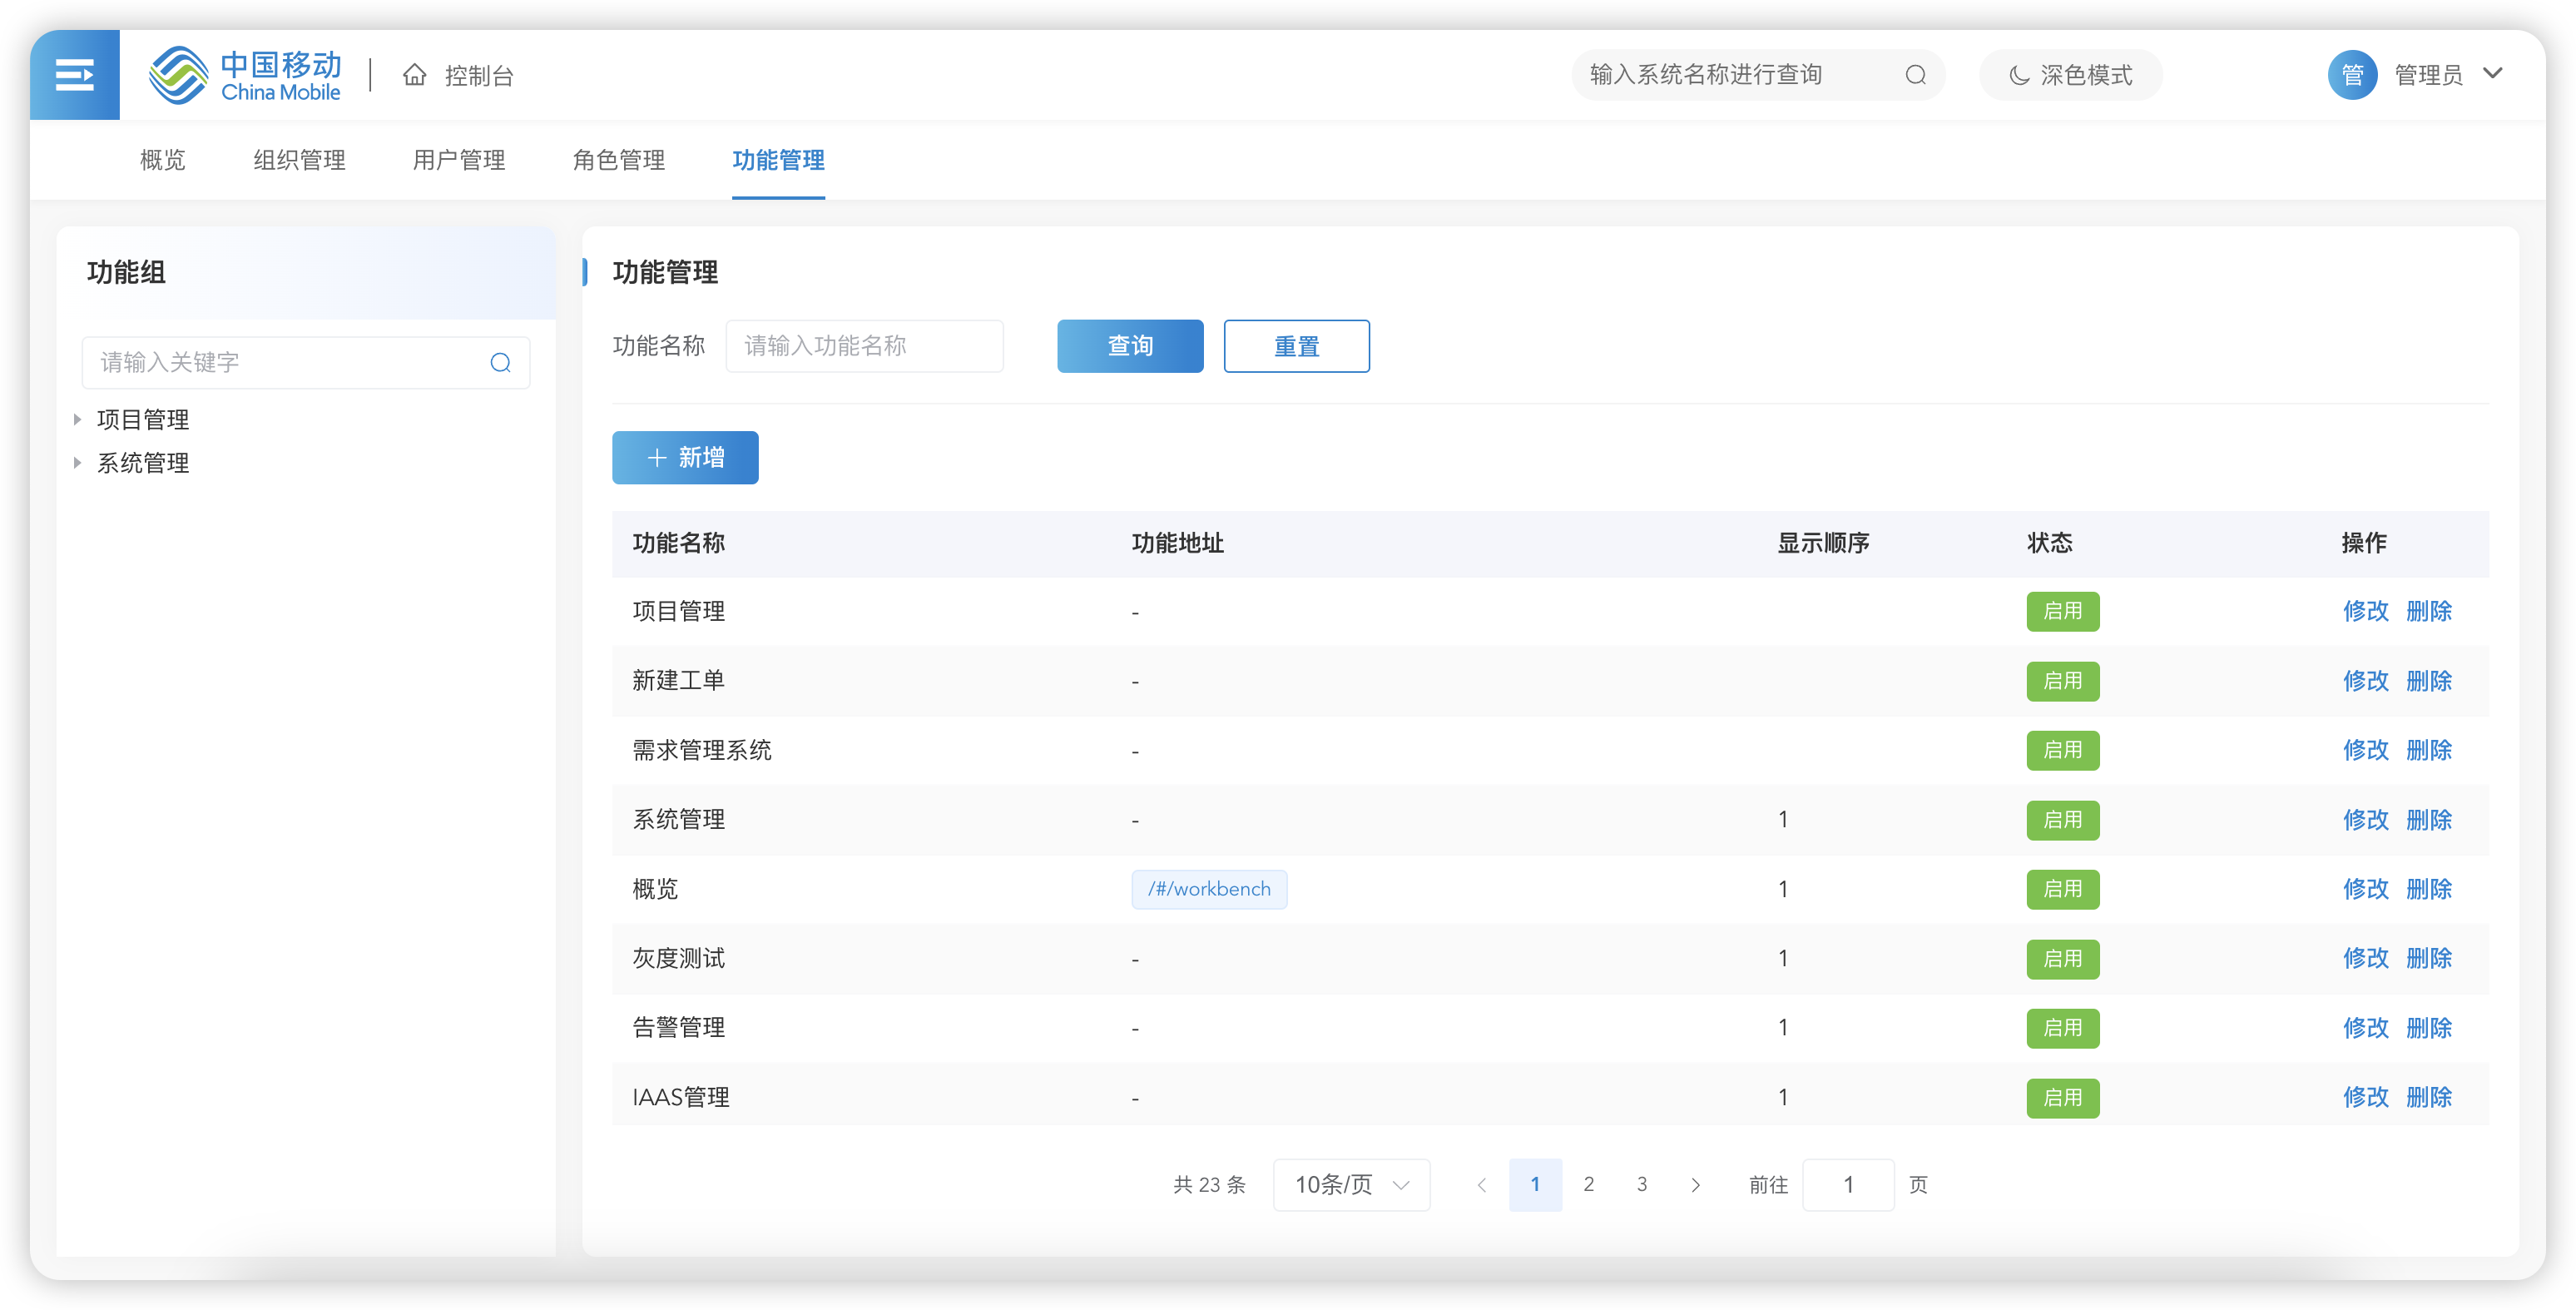 中国移动
China Mobile
控制台
输入系统名称进行查询
深色模式
管
管理员
概览 组织管理 用户管理 角色管理 功能管理
功能组
请输入关键字
项目管理
系统管理
功能管理
功能名称 请输入功能名称 查询 重置
新增
功能名称 功能地址 显示顺序 状态 操作
项目管理 - 启用 修改 删除
新建工单 - 启用 修改 删除
需求管理系统 - 启用 修改 删除
系统管理 - 1 启用 修改 删除
概览 /#/workbench 1 启用 修改 删除
灰度测试 - 1 启用 修改 删除
告警管理 - 1 启用 修改 删除
IAAS管理 - 1 启用 修改 删除
共 23 条 10条/页 1 2 3 前往 1 页